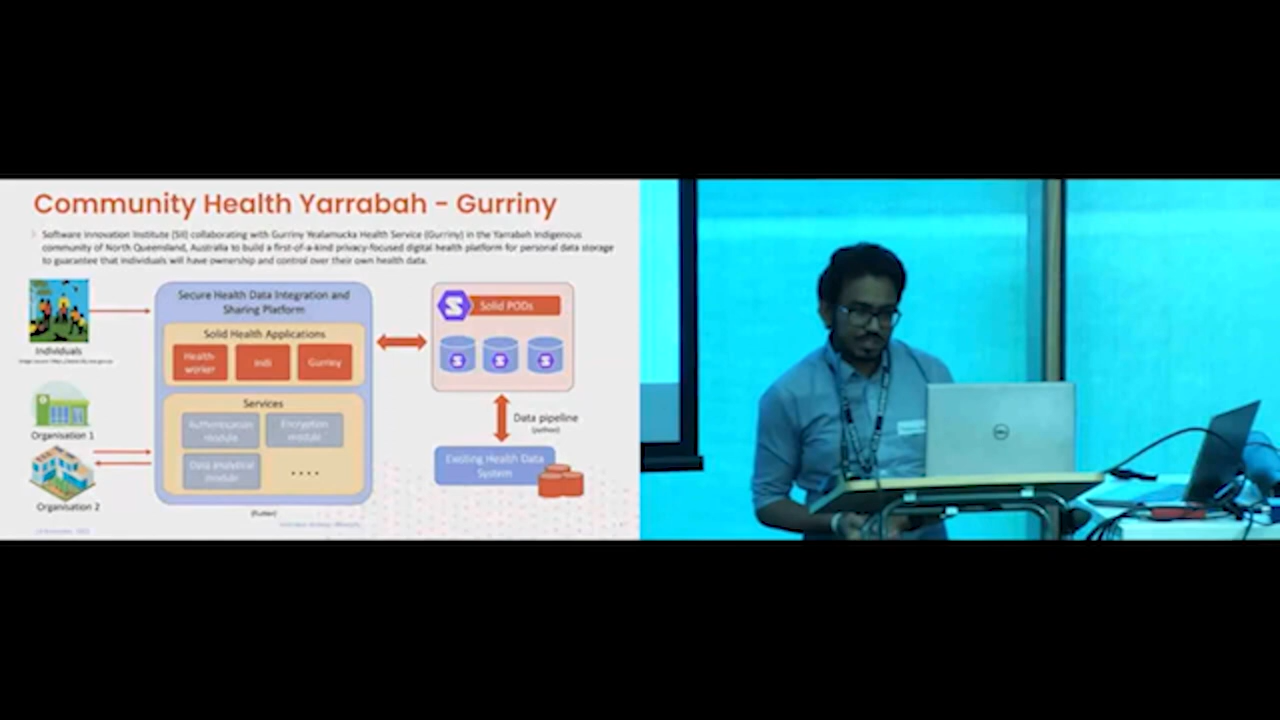 Community Health Yarrabah - Gurriny
Software Innovation Institute (SII) collaborating with Gurriny Yealamucka Health Service (Gurriny) in the Yarrabah Indigenous
community of North Queensland, Australia to build a first-of-a-kind privacy-focused digital health platform for personal data storage
to guarantee that individuals will have ownership and control over their own health data.
Individuals
Organisation 1
Organisation 2
Secure Health Data Integration and
Sharing Platform
Solid Health Applications
Health-
worker
Indi
Gurriny
Services
Authentication
module
Encryption
module
Data analytical
module
. . . .
(flutter)
S
Solid PODs
S
S
S
Data pipeline
(python)
Existing Health Data
System
DELL